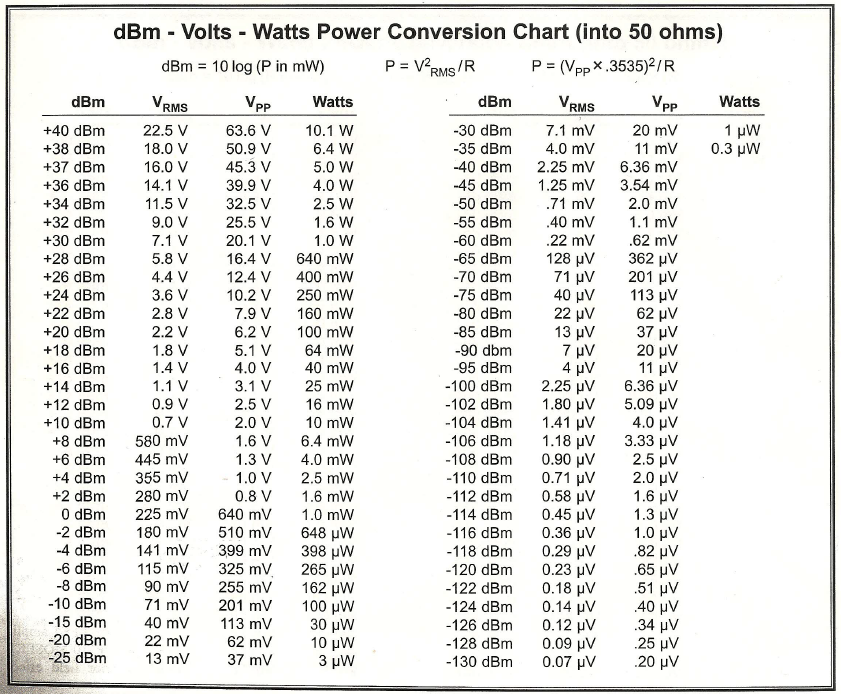 dBm - Volts - Watts Power Conversion Chart (into 50 ohms)
dBm = 10 log (P in mW) P = V²RMS/R P = (VPP × .3535)²/R
dBm VRMS VPP Watts
+40 dBm 22.5 V 63.6 V 10.1 W
+38 dBm 18.0 V 50.9 V 6.4 W
+37 dBm 16.0 V 45.3 V 5.0 W
+36 dBm 14.1 V 39.9 V 4.0 W
+34 dBm 11.5 V 32.5 V 2.5 W
+32 dBm 9.0 V 25.5 V 1.6 W
+30 dBm 7.1 V 20.1 V 1.0 W
+28 dBm 5.8 V 16.4 V 640 mW
+26 dBm 4.4 V 12.4 V 400 mW
+24 dBm 3.6 V 10.2 V 250 mW
+22 dBm 2.8 V 7.9 V 160 mW
+20 dBm 2.2 V 6.2 V 100 mW
+18 dBm 1.8 V 5.1 V 64 mW
+16 dBm 1.4 V 4.0 V 40 mW
+14 dBm 1.1 V 3.1 V 25 mW
+12 dBm 0.9 V 2.5 V 16 mW
+10 dBm 0.7 V 2.0 V 10 mW
+8 dBm 580 mV 1.6 V 6.4 mW
+6 dBm 445 mV 1.3 V 4.0 mW
+4 dBm 355 mV 1.0 V 2.5 mW
+2 dBm 280 mV 0.8 V 1.6 mW
0 dBm 225 mV 640 mV 1.0 mW
-2 dBm 180 mV 510 mV 648 µW
-4 dBm 141 mV 399 mV 398 µW
-6 dBm 115 mV 325 mV 265 µW
-8 dBm 90 mV 255 mV 162 µW
-10 dBm 71 mV 201 mV 100 µW
-15 dBm 40 mV 113 mV 30 µW
-20 dBm 22 mV 62 mV 10 µW
-25 dBm 13 mV 37 mV 3 µW
dBm VRMS VPP Watts
-30 dBm 7.1 mV 20 mV 1 µW
-35 dBm 4.0 mV 11 mV 0.3 µW
-40 dBm 2.25 mV 6.36 mV
-45 dBm 1.25 mV 3.54 mV
-50 dBm .71 mV 2.0 mV
-55 dBm .40 mV 1.1 mV
-60 dBm .22 mV .62 mV
-65 dBm 128 µV 362 µV
-70 dBm 71 µV 201 µV
-75 dBm 40 µV 113 µV
-80 dBm 22 µV 62 µV
-85 dBm 13 µV 37 µV
-90 dbm 7 µV 20 µV
-95 dBm 4 µV 11 µV
-100 dBm 2.25 µV 6.36 µV
-102 dBm 1.80 µV 5.09 µV
-104 dBm 1.41 µV 4.0 µV
-106 dBm 1.18 µV 3.33 µV
-108 dBm 0.90 µV 2.5 µV
-110 dBm 0.71 µV 2.0 µV
-112 dBm 0.58 µV 1.6 µV
-114 dBm 0.45 µV 1.3 µV
-116 dBm 0.36 µV 1.0 µV
-118 dBm 0.29 µV .82 µV
-120 dBm 0.23 µV .65 µV
-122 dBm 0.18 µV .51 µV
-124 dBm 0.14 µV .40 µV
-126 dBm 0.12 µV .34 µV
-128 dBm 0.09 µV .25 µV
-130 dBm 0.07 µV .20 µV